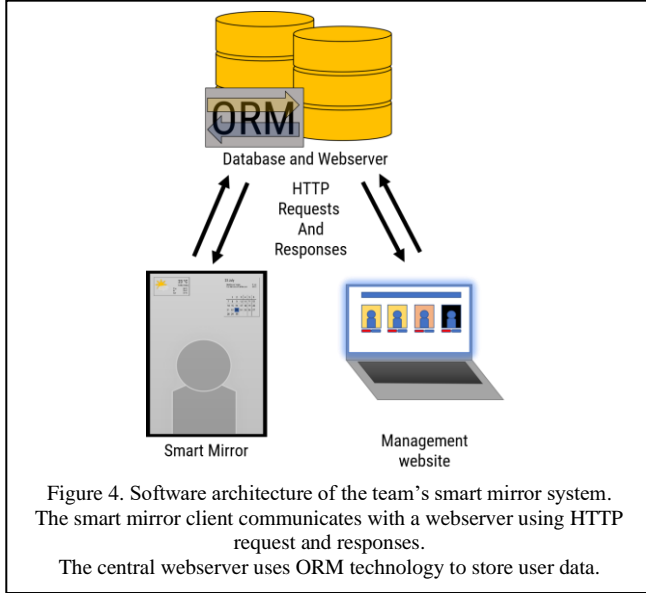 ORM
Database and Webserver
HTTP
Requests
And
Responses
Smart Mirror
Management
website
Figure 4. Software architecture of the team’s smart mirror system.
The smart mirror client communicates with a webserver using HTTP
request and responses.
The central webserver uses ORM technology to store user data.